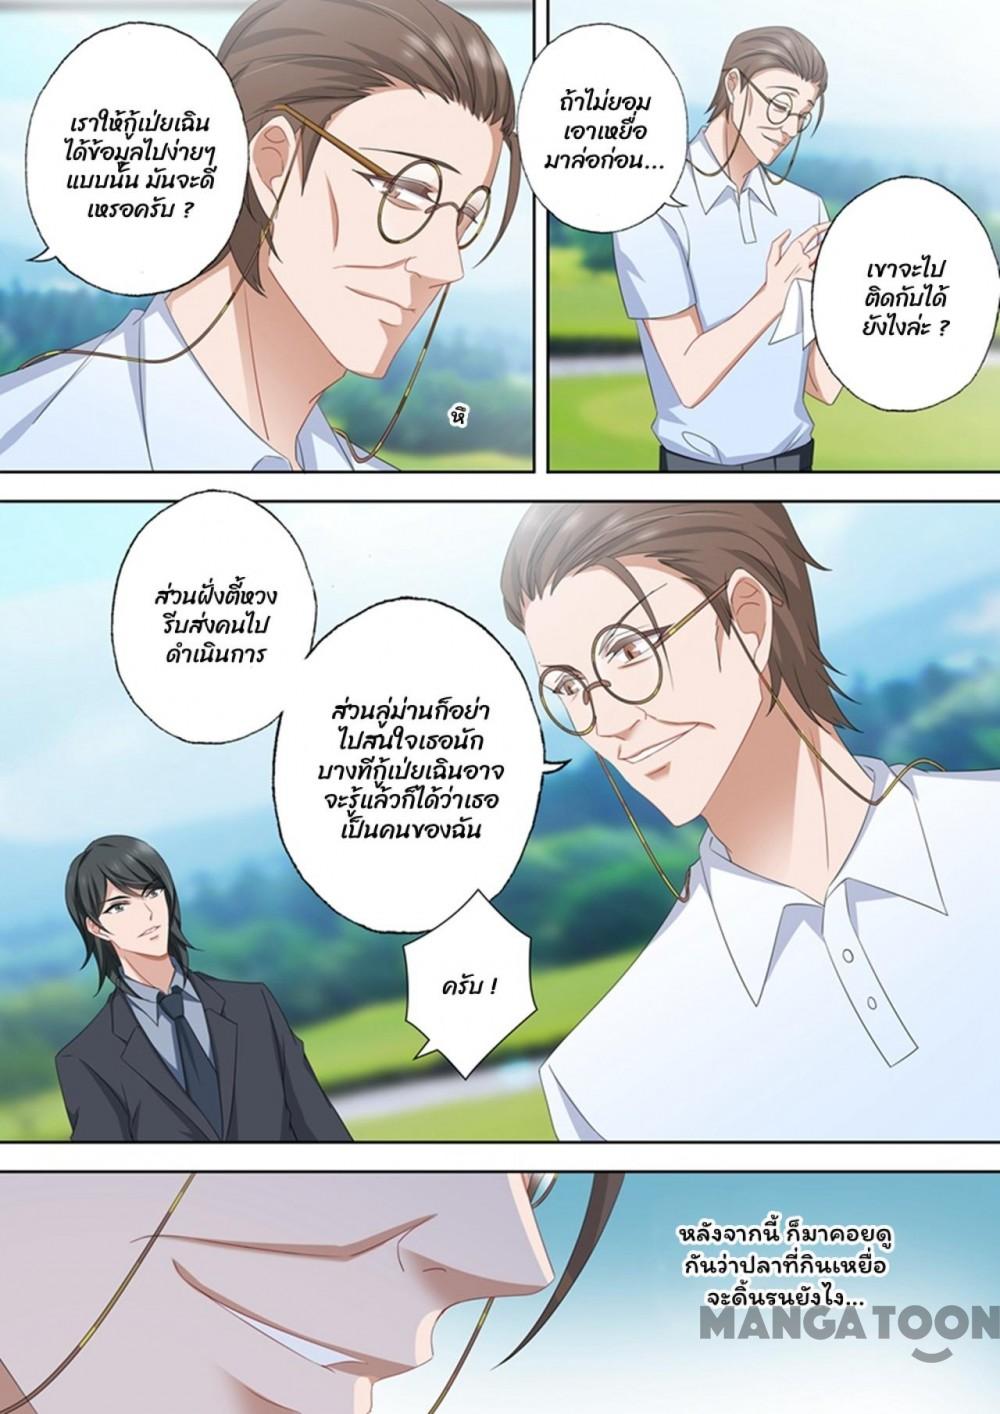 เราให้กู้เป่ยเฉิน
ได้ข้อมูลไปง่ายๆ
แบบนั้น มันจะดี
เหรอครับ ?
หึ
ถ้าไม่ยอม
เอาเหยื่อ
มาล่อก่อน...
เขาจะไป
ติดกับได้
ยังไงล่ะ ?
ส่วนฝั่งตี้หวง
รีบส่งคนไป
ดำเนินการ
ส่วนลู่ม่านก็อย่า
ไปสนใจเธอนัก
บางทีกู้เป่ยเฉินอาจ
จะรู้แล้วก็ได้ว่าเธอ
เป็นคนของฉัน
ครับ !
หลังจากนี้ ก็มาคอยดู
กันว่าปลาที่กินเหยื่อ
จะดิ้นรนยังไง...
MANGATOON